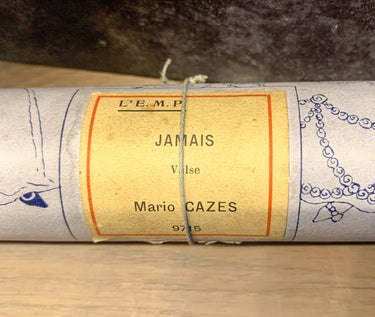 L'E.M.P.
JAMAIS
Valse
Mario CAZES
9715